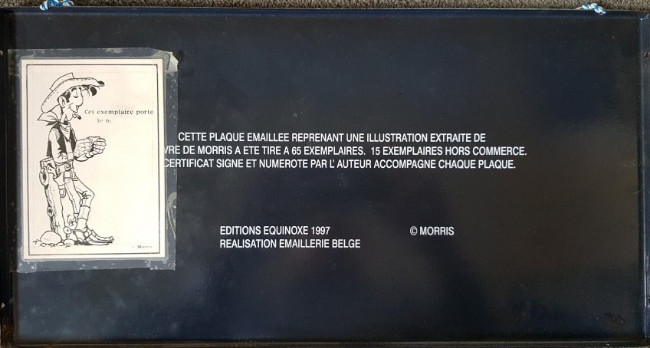 Cet exemplaire porte
le n:
CETTE PLAQUE EMAILLEE REPRENANT UNE ILLUSTRATION EXTRAITE DE
VRE DE MORRIS A ETE TIRE A 65 EXEMPLAIRES. 15 EXEMPLAIRES HORS COMMERCE.
CERTIFICAT SIGNE ET NUMEROTE PAR L' AUTEUR ACCOMPAGNE CHAQUE PLAQUE.
EDITIONS EQUINOXE 1997
© MORRIS
REALISATION EMAILLERIE BELGE